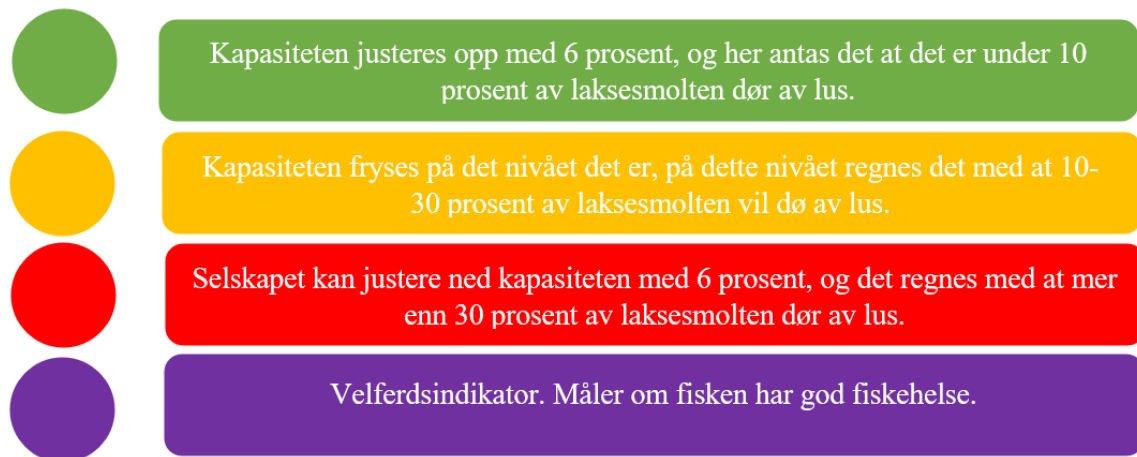 Kapasiteten justeres opp med 6 prosent, og her antas det at det er under 10
prosent av laksesmolten dør av lus.
Kapasiteten fryses på det nivået det er, på dette nivået regnes det med at 10-
30 prosent av laksesmolten vil dø av lus.
Selskapet kan justere ned kapasiteten med 6 prosent, og det regnes med at mer
enn 30 prosent av laksesmolten dør av lus.
Velferdsindikator. Måler om fisken har god fiskehelse.